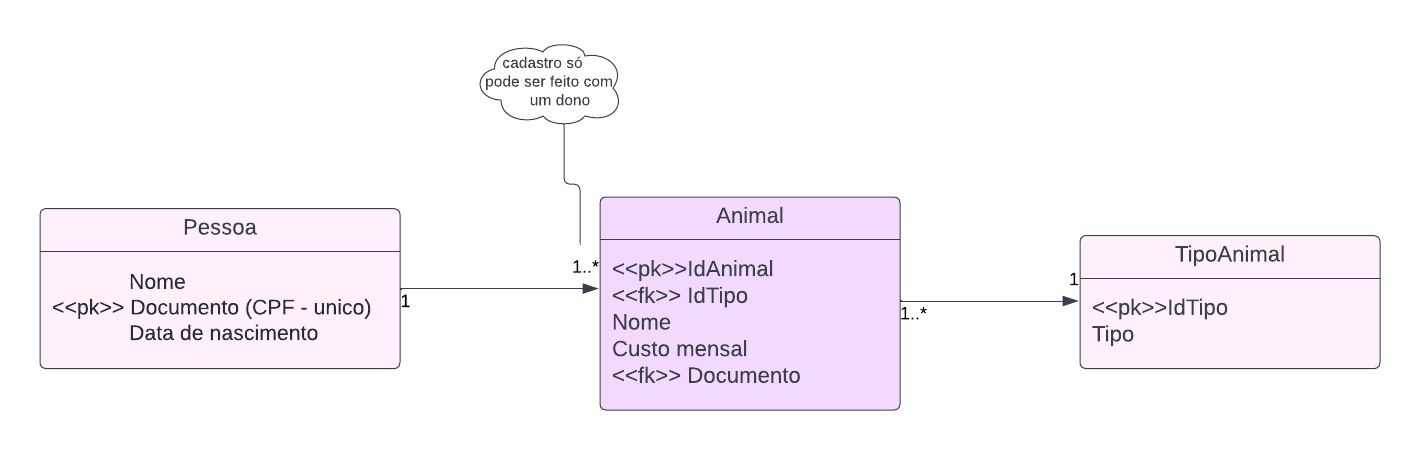 cadastro só
pode ser feito com
um dono
Pessoa
Nome
<<pk>> Documento (CPF - unico)
Data de nascimento
1
1..*
Animal
<<pk>>IdAnimal
<<fk>> IdTipo
Nome
Custo mensal
<<fk>> Documento
1..*
1
TipoAnimal
<<pk>>IdTipo
Tipo